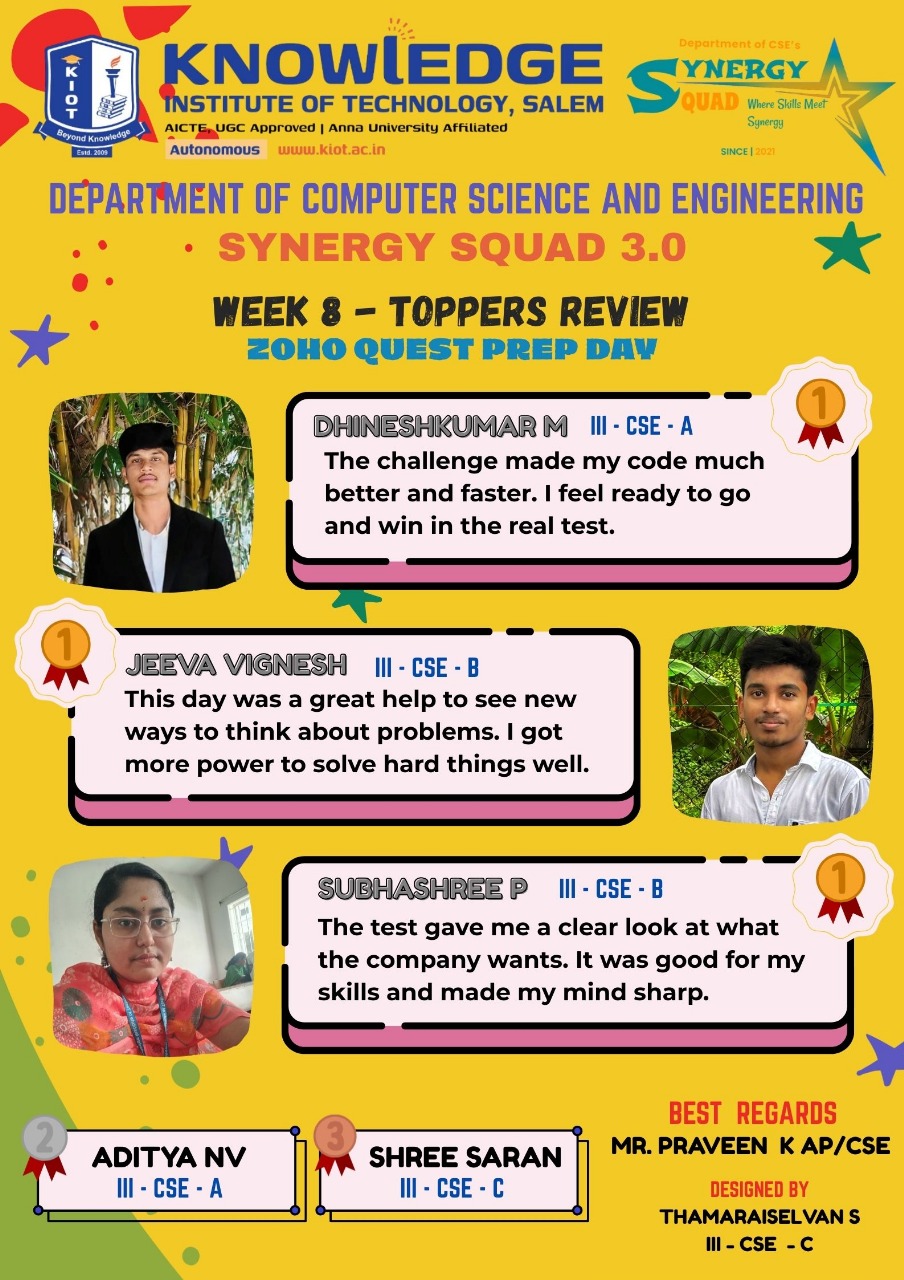 KIOT
Beyond Knowledge
Estd. 2009
KNOWlEDGE
INSTITUTE OF TECHNOLOGY, SALEM
AICTE, UGC Approved | Anna University Affiliated
Autonomous www.kiot.ac.in
Department of CSE's
SYNERGY
SQUAD Where Skills Meet
Synergy
SINCE | 2021
DEPARTMENT OF COMPUTER SCIENCE AND ENGINEERING
SYNERGY SQUAD 3.0
WEEK 8 – TOPPERS REVIEW
ZOHO QUEST PREP DAY
1
DHINESHKUMAR M III - CSE - A
The challenge made my code much
better and faster. I feel ready to go
and win in the real test.
1
JEEVA VIGNESH III - CSE - B
This day was a great help to see new
ways to think about problems. I got
more power to solve hard things well.
1
SUBHASHREE P III - CSE - B
The test gave me a clear look at what
the company wants. It was good for my
skills and made my mind sharp.
2
ADITYA NV
III - CSE - A
3
SHREE SARAN
III - CSE - C
BEST REGARDS
MR. PRAVEEN K AP/CSE
DESIGNED BY
THAMARAISELVAN S
III - CSE - C